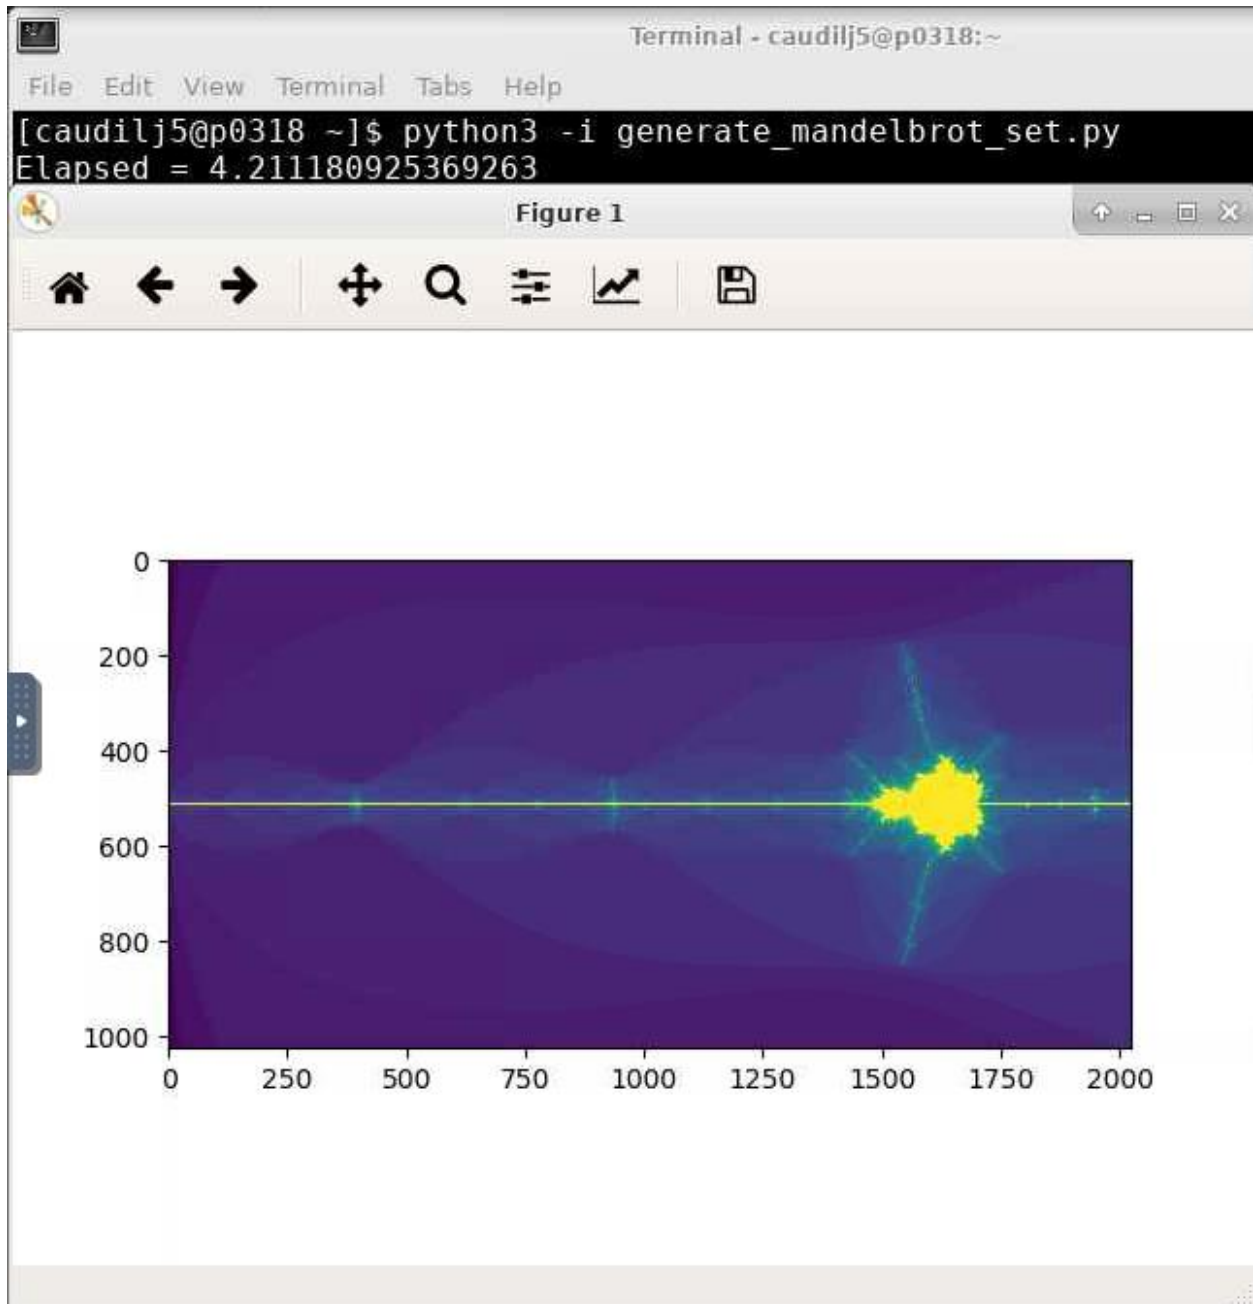 Terminal - caudilj5@p0318:~
File Edit View Terminal Tabs Help
[caudilj5@p0318 ~]$ python3 -i generate_mandelbrot_set.py
Elapsed = 4.211180925369263
Figure 1
0
200
400
600
800
1000
0 250 500 750 1000 1250 1500 1750 2000